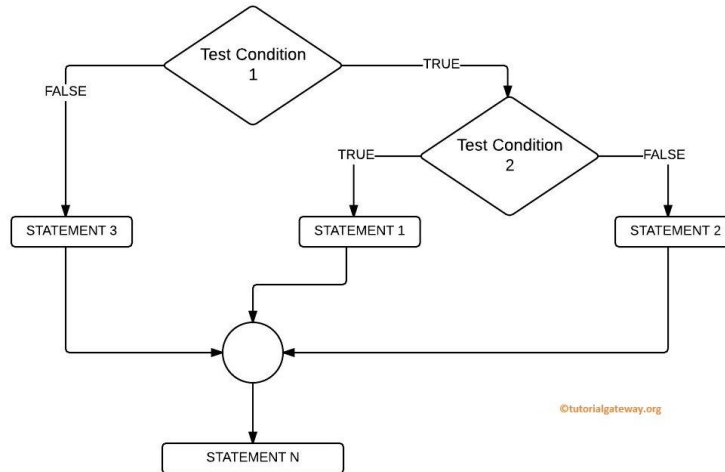 Test Condition
1
FALSE
TRUE
Test Condition
2
TRUE
FALSE
STATEMENT 3
STATEMENT 1
STATEMENT 2
©tutorialgateway.org
STATEMENT N